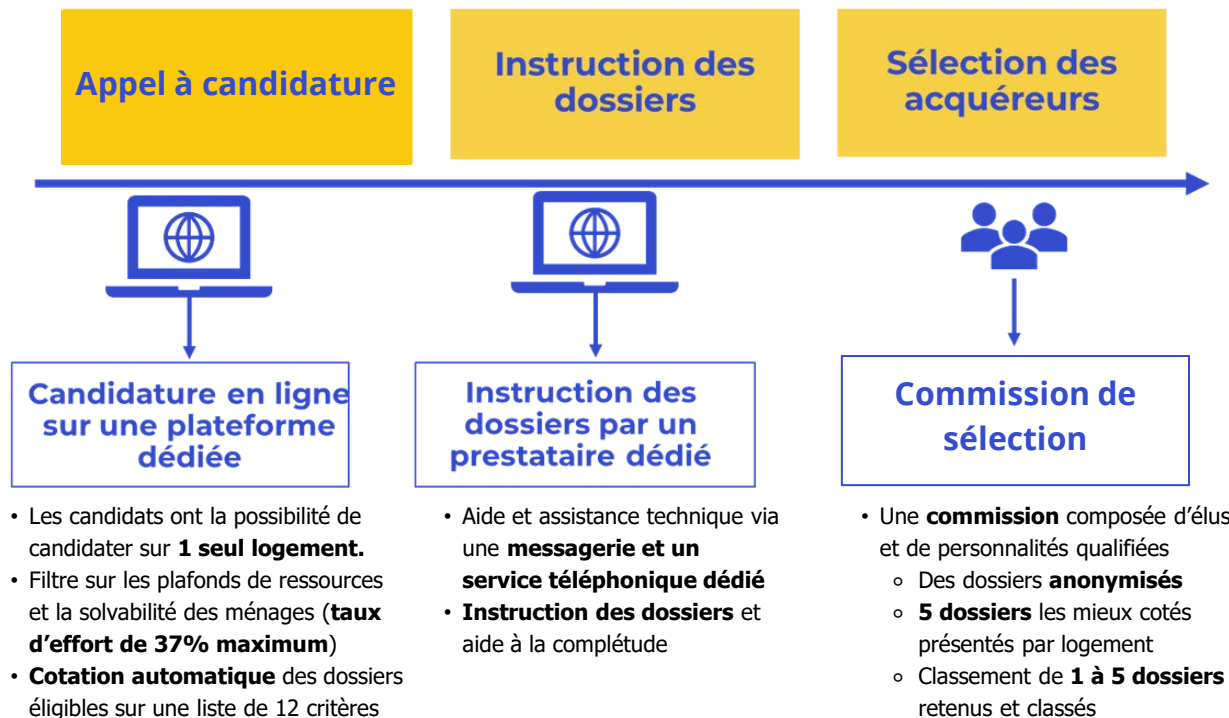 Appel à candidature
Instruction des
dossiers
Sélection des
acquéreurs
Candidature en ligne
sur une plateforme
dédiée
Instruction des
dossiers par un
prestataire dédié
Commission de
sélection
• Les candidats ont la possibilité de
candidater sur 1 seul logement.
• Filtre sur les plafonds de ressources
et la solvabilité des ménages (taux
d’effort de 37% maximum)
• Cotation automatique des dossiers
éligibles sur une liste de 12 critères
• Aide et assistance technique via
une messagerie et un
service téléphonique dédié
• Instruction des dossiers et
aide à la complétude
• Une commission composée d’élus
et de personnalités qualifiées
○ Des dossiers anonymisés
○ 5 dossiers les mieux cotés
présentés par logement
○ Classement de 1 à 5 dossiers
retenus et classés